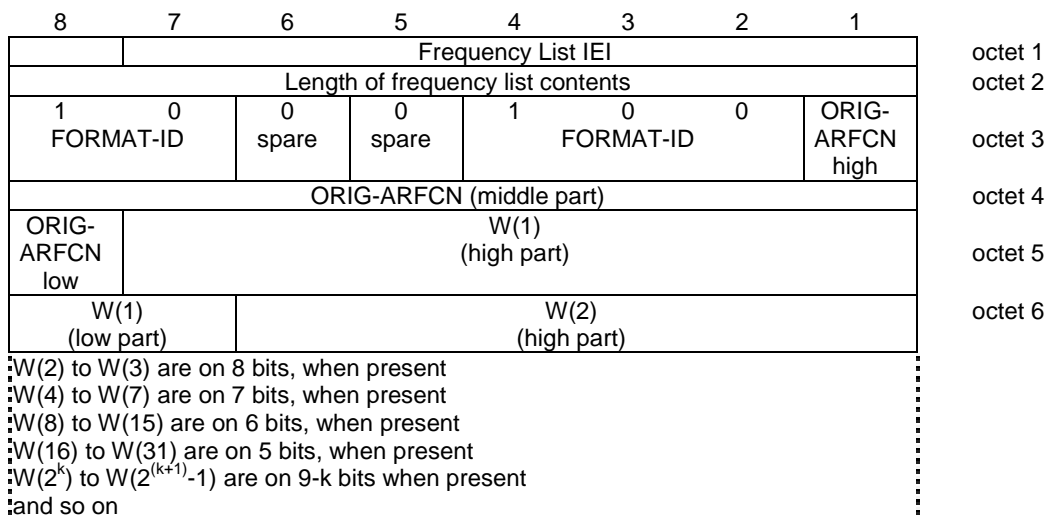 8 7 6 5 4 3 2 1
Frequency List IEI octet 1
Length of frequency list contents octet 2
1 0 0 0 1 0 0 ORIG-
FORMAT-ID spare spare FORMAT-ID ARFCN octet 3
high
ORIG-ARFCN (middle part) octet 4
ORIG- W(1)
ARFCN (high part) octet 5
low
W(1) W(2) octet 6
(low part) (high part)
W(2) to W(3) are on 8 bits, when present
W(4) to W(7) are on 7 bits, when present
W(8) to W(15) are on 6 bits, when present
W(16) to W(31) are on 5 bits, when present
W(2^k) to W(2^(k+1)-1) are on 9-k bits when present
and so on